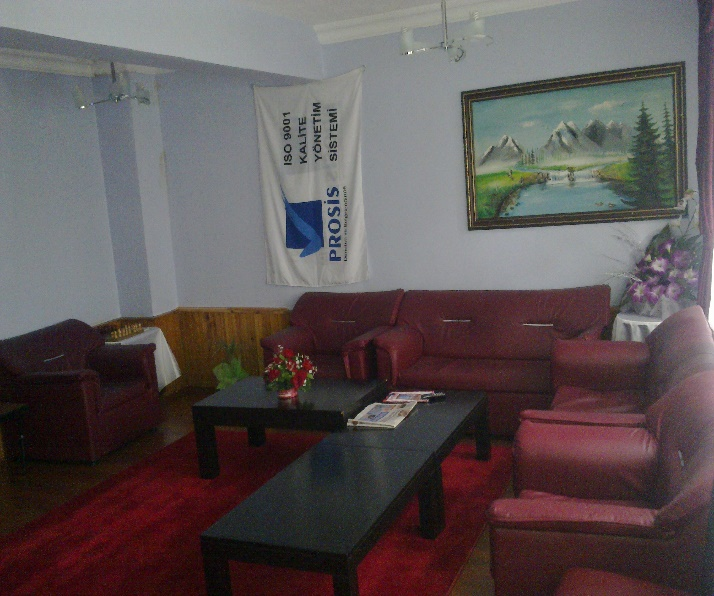 ISO 9001
KALİTE
YÖNETİM
SİSTEMİ
PROSİS